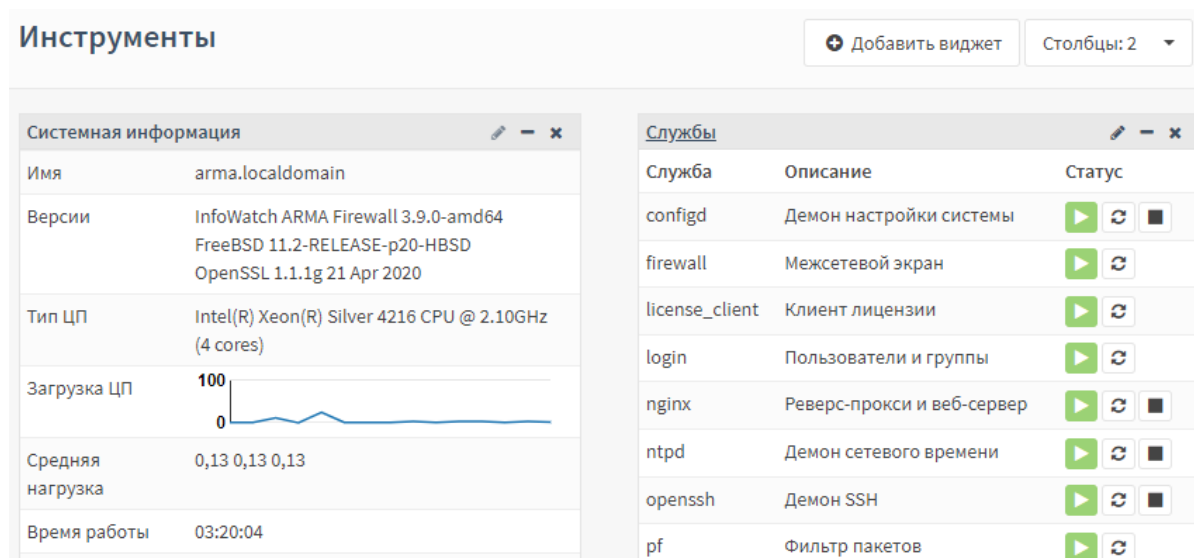 Инструменты
Добавить виджет
Столбцы: 2
Системная информация
Имя arma.localdomain
Версии InfoWatch ARMA Firewall 3.9.0-amd64
FreeBSD 11.2-RELEASE-p20-HBSD
OpenSSL 1.1.1g 21 Apr 2020
Тип ЦП Intel(R) Xeon(R) Silver 4216 CPU @ 2.10GHz
(4 cores)
Загрузка ЦП 100
0
Средняя 0,13 0,13 0,13
нагрузка
Время работы 03:20:04
Службы
Служба Описание Статус
configd Демон настройки системы
firewall Межсетевой экран
license_client Клиент лицензии
login Пользователи и группы
nginx Реверс-прокси и веб-сервер
ntpd Демон сетевого времени
openssh Демон SSH
pf Фильтр пакетов